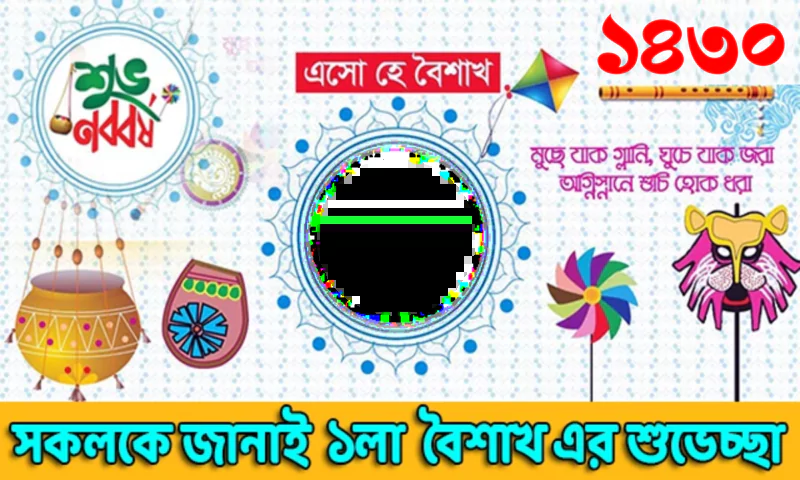 শুভ
নববর্ষ
এসো হে বৈশাখ
১৪৩০
মুছে যাক গ্লানি, ঘুচে যাক জরা
অগ্নিস্নানে শুচি হোক ধরা
সকলকে জানাই ১লা বৈশাখ এর শুভেচ্ছা